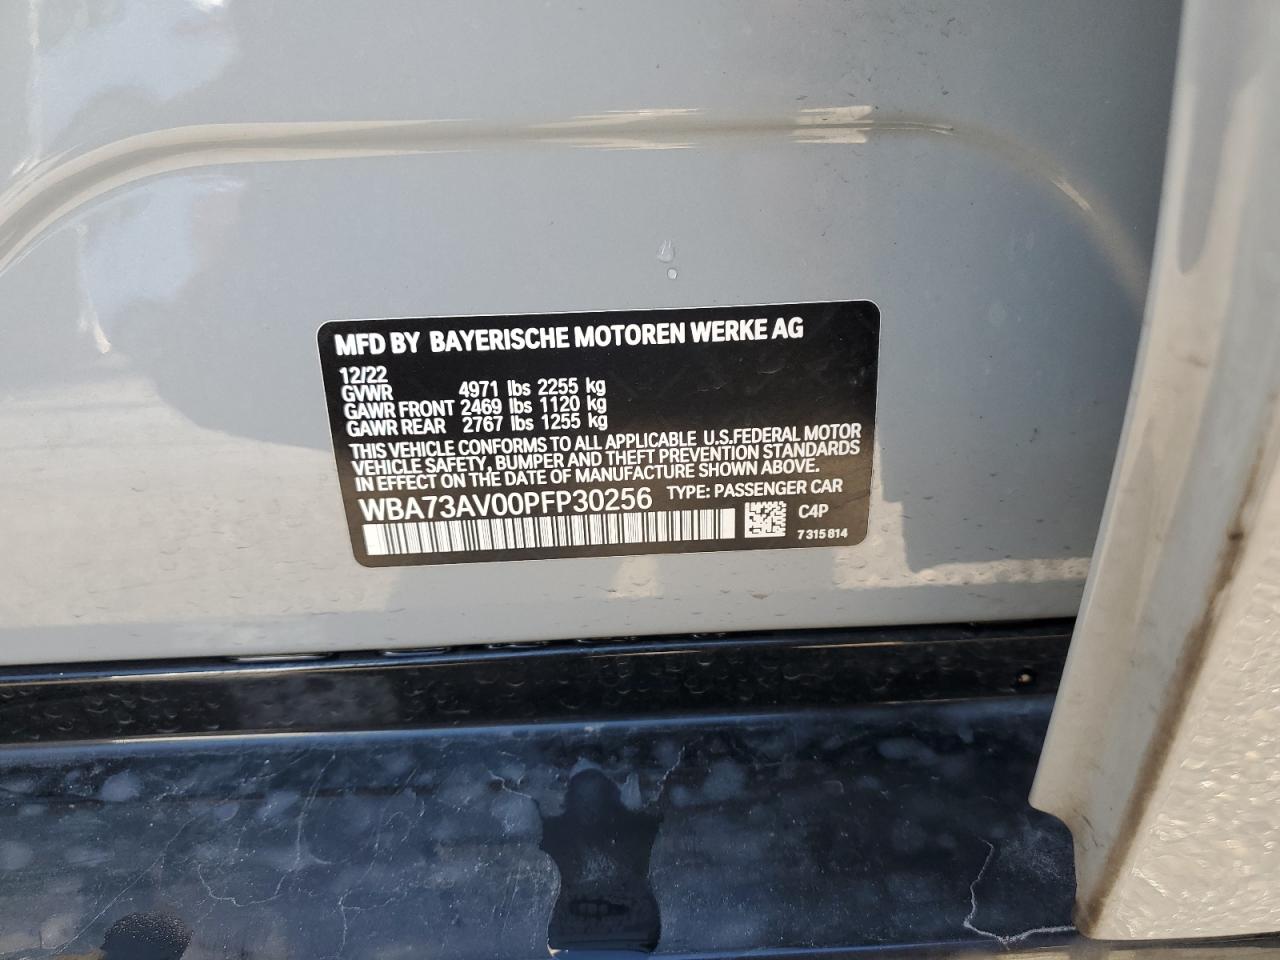 MFD BY BAYERISCHE MOTOREN WERKE AG
12/22
GVWR 4971 lbs 2255 kg
GAWR FRONT 2469 lbs 1120 kg
GAWR REAR 2767 lbs 1255 kg
THIS VEHICLE CONFORMS TO ALL APPLICABLE U.S.FEDERAL MOTOR
VEHICLE SAFETY, BUMPER AND THEFT PREVENTION STANDARDS
IN EFFECT ON THE DATE OF MANUFACTURE SHOWN ABOVE.
WBA73AV00PFP30256 TYPE: PASSENGER CAR
C4P
7 315 814